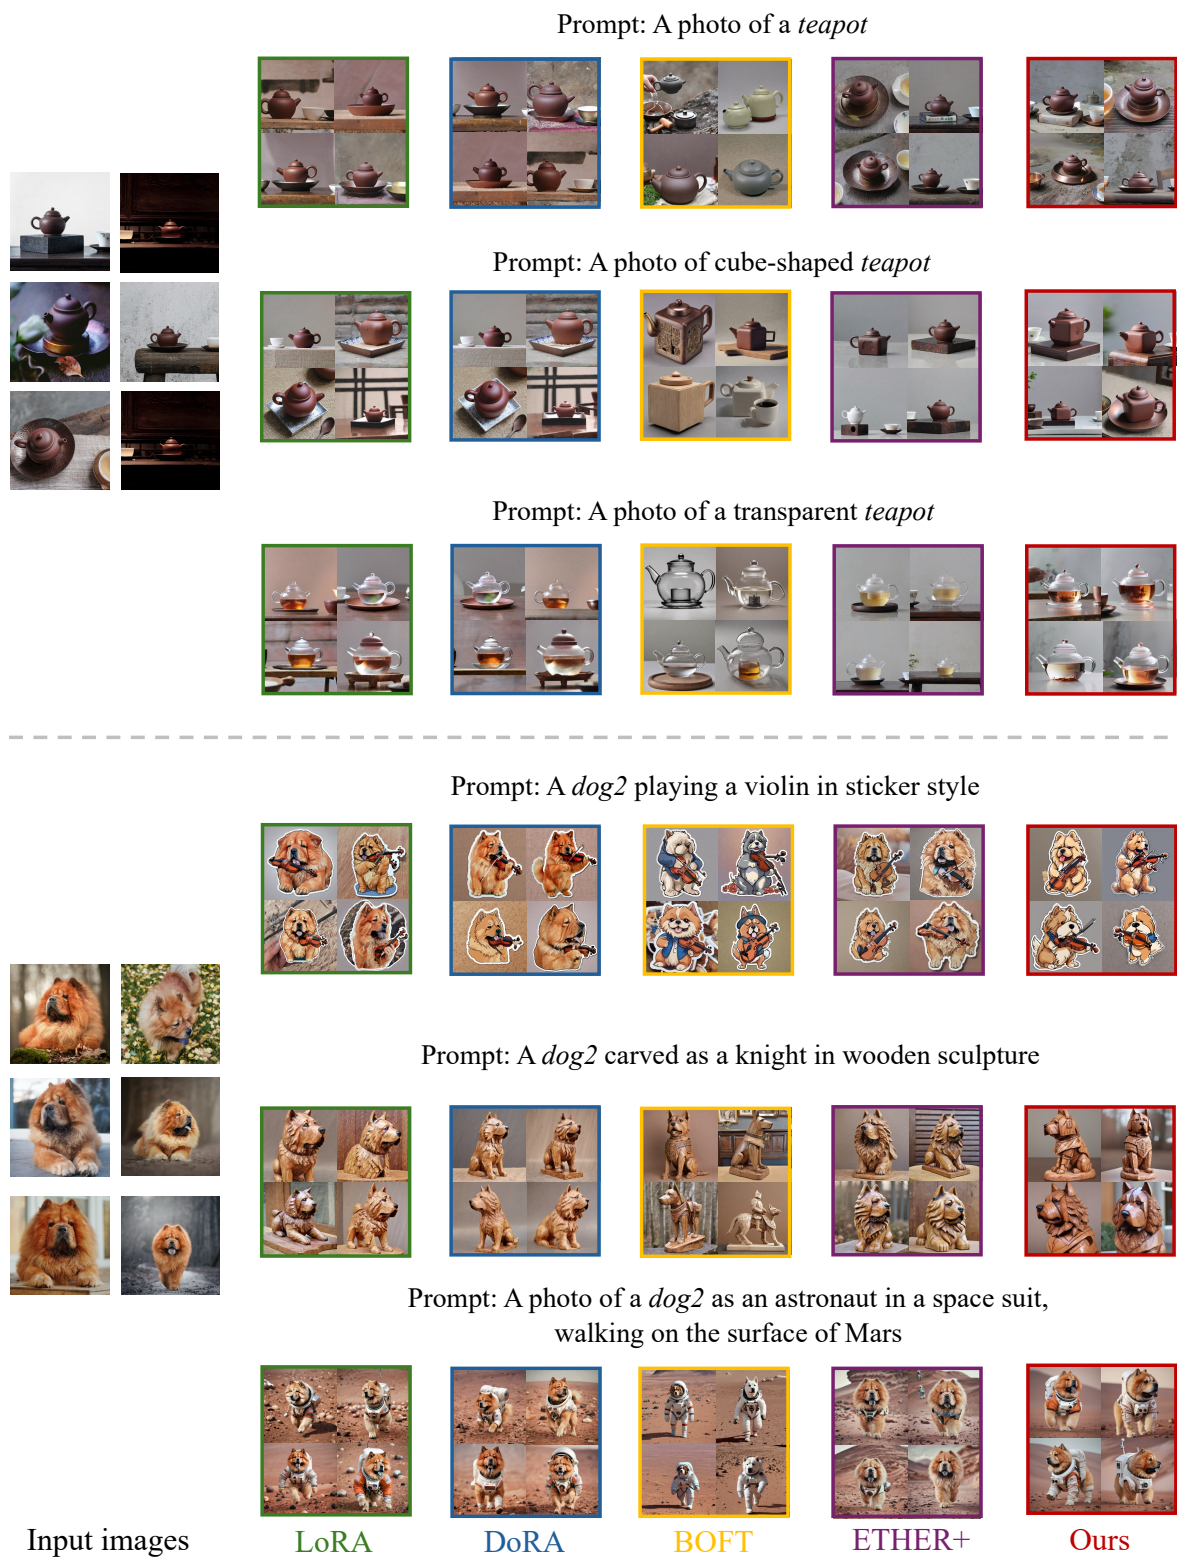 Prompt: A photo of a teapot
Prompt: A photo of cube-shaped teapot
Prompt: A photo of a transparent teapot
Prompt: A dog2 playing a violin in sticker style
Prompt: A dog2 carved as a knight in wooden sculpture
Prompt: A photo of a dog2 as an astronaut in a space suit,
walking on the surface of Mars
Input images LoRA DoRA BOFT ETHER+ Ours